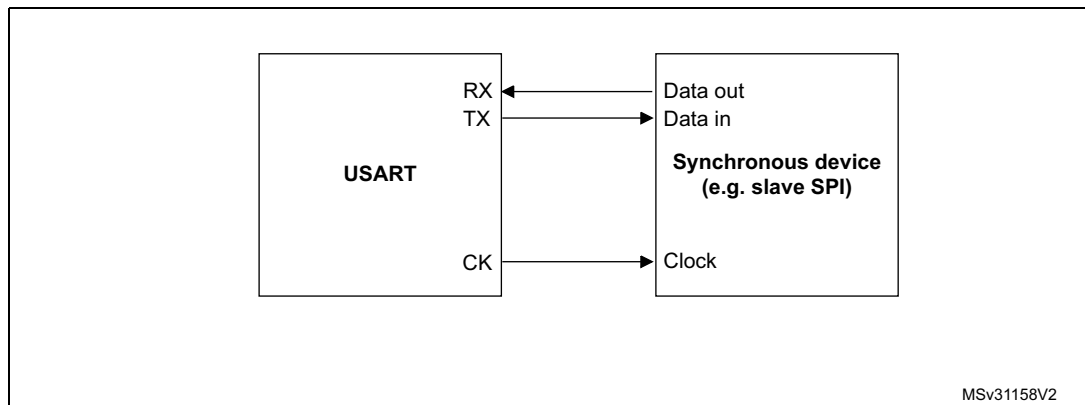 RX
TX
USART
CK
Data out
Data in
Synchronous device
(e.g. slave SPI)
Clock
MSv31158V2